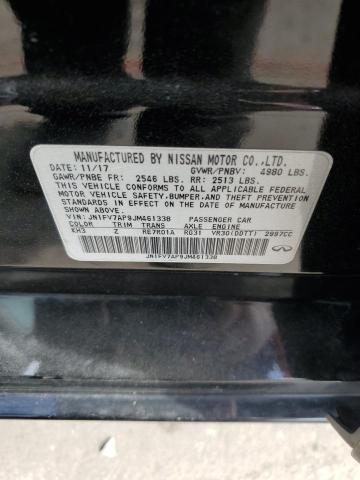 MANUFACTURED BY NISSAN MOTOR CO.,LTD.
DATE: 11/17 GVWR/PNBV: 4980 LBS.
GAWR/PNBE FR: 2546 LBS. RR: 2513 LBS.
THIS VEHICLE CONFORMS TO ALL APPLICABLE FEDERAL
MOTOR VEHICLE SAFETY,BUMPER,AND THEFT PREVENTION
STANDARDS IN EFFECT ON THE DATE OF MANUFACTURE
SHOWN ABOVE.
VIN: JN1FV7AP9JM461338 PASSENGER CAR
COLOR TRIM TRANS AXLE ENGINE
KH3 Z RE7R01A RG31 VR30(DDTT) 2997CC
JN1FV7AP9JM461338